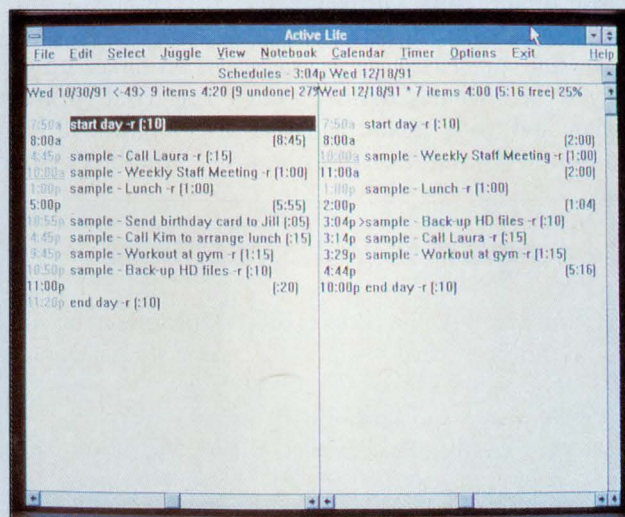 Active Life
File Edit Select Juggle View Notebook Calendar Timer Options Exit Help
Schedules - 3:04p Wed 12/18/91
Wed 10/30/91 <-49> 9 items 4:20 (9 undone) 27%
7:50a start day -r (:10)
8:00a (8:45)
4:45p sample - Call Laura -r (:15)
10:00a sample - Weekly Staff Meeting -r (1:00)
1:00p sample - Lunch -r (1:00)
5:00p (5:55)
10:55p sample - Send birthday card to Jill (:05)
4:45p sample - Call Kim to arrange lunch (:15)
9:45p sample - Workout at gym -r (1:15)
10:50p sample - Back-up HD files -r (:10)
11:00p (:20)
11:20p end day -r (:10)
Wed 12/18/91 * 7 items 4:00 (5:16 free) 25%
7:50a start day -r (:10)
8:00a (2:00)
10:00a sample - Weekly Staff Meeting -r (1:00)
11:00a (2:00)
1:00p sample - Lunch -r (1:00)
2:00p (1:04)
3:04p >sample - Back-up HD files -r (:10)
3:14p sample - Call Laura -r (:15)
3:29p sample - Workout at gym -r (1:15)
4:44p (5:16)
10:00p end day -r (:10)